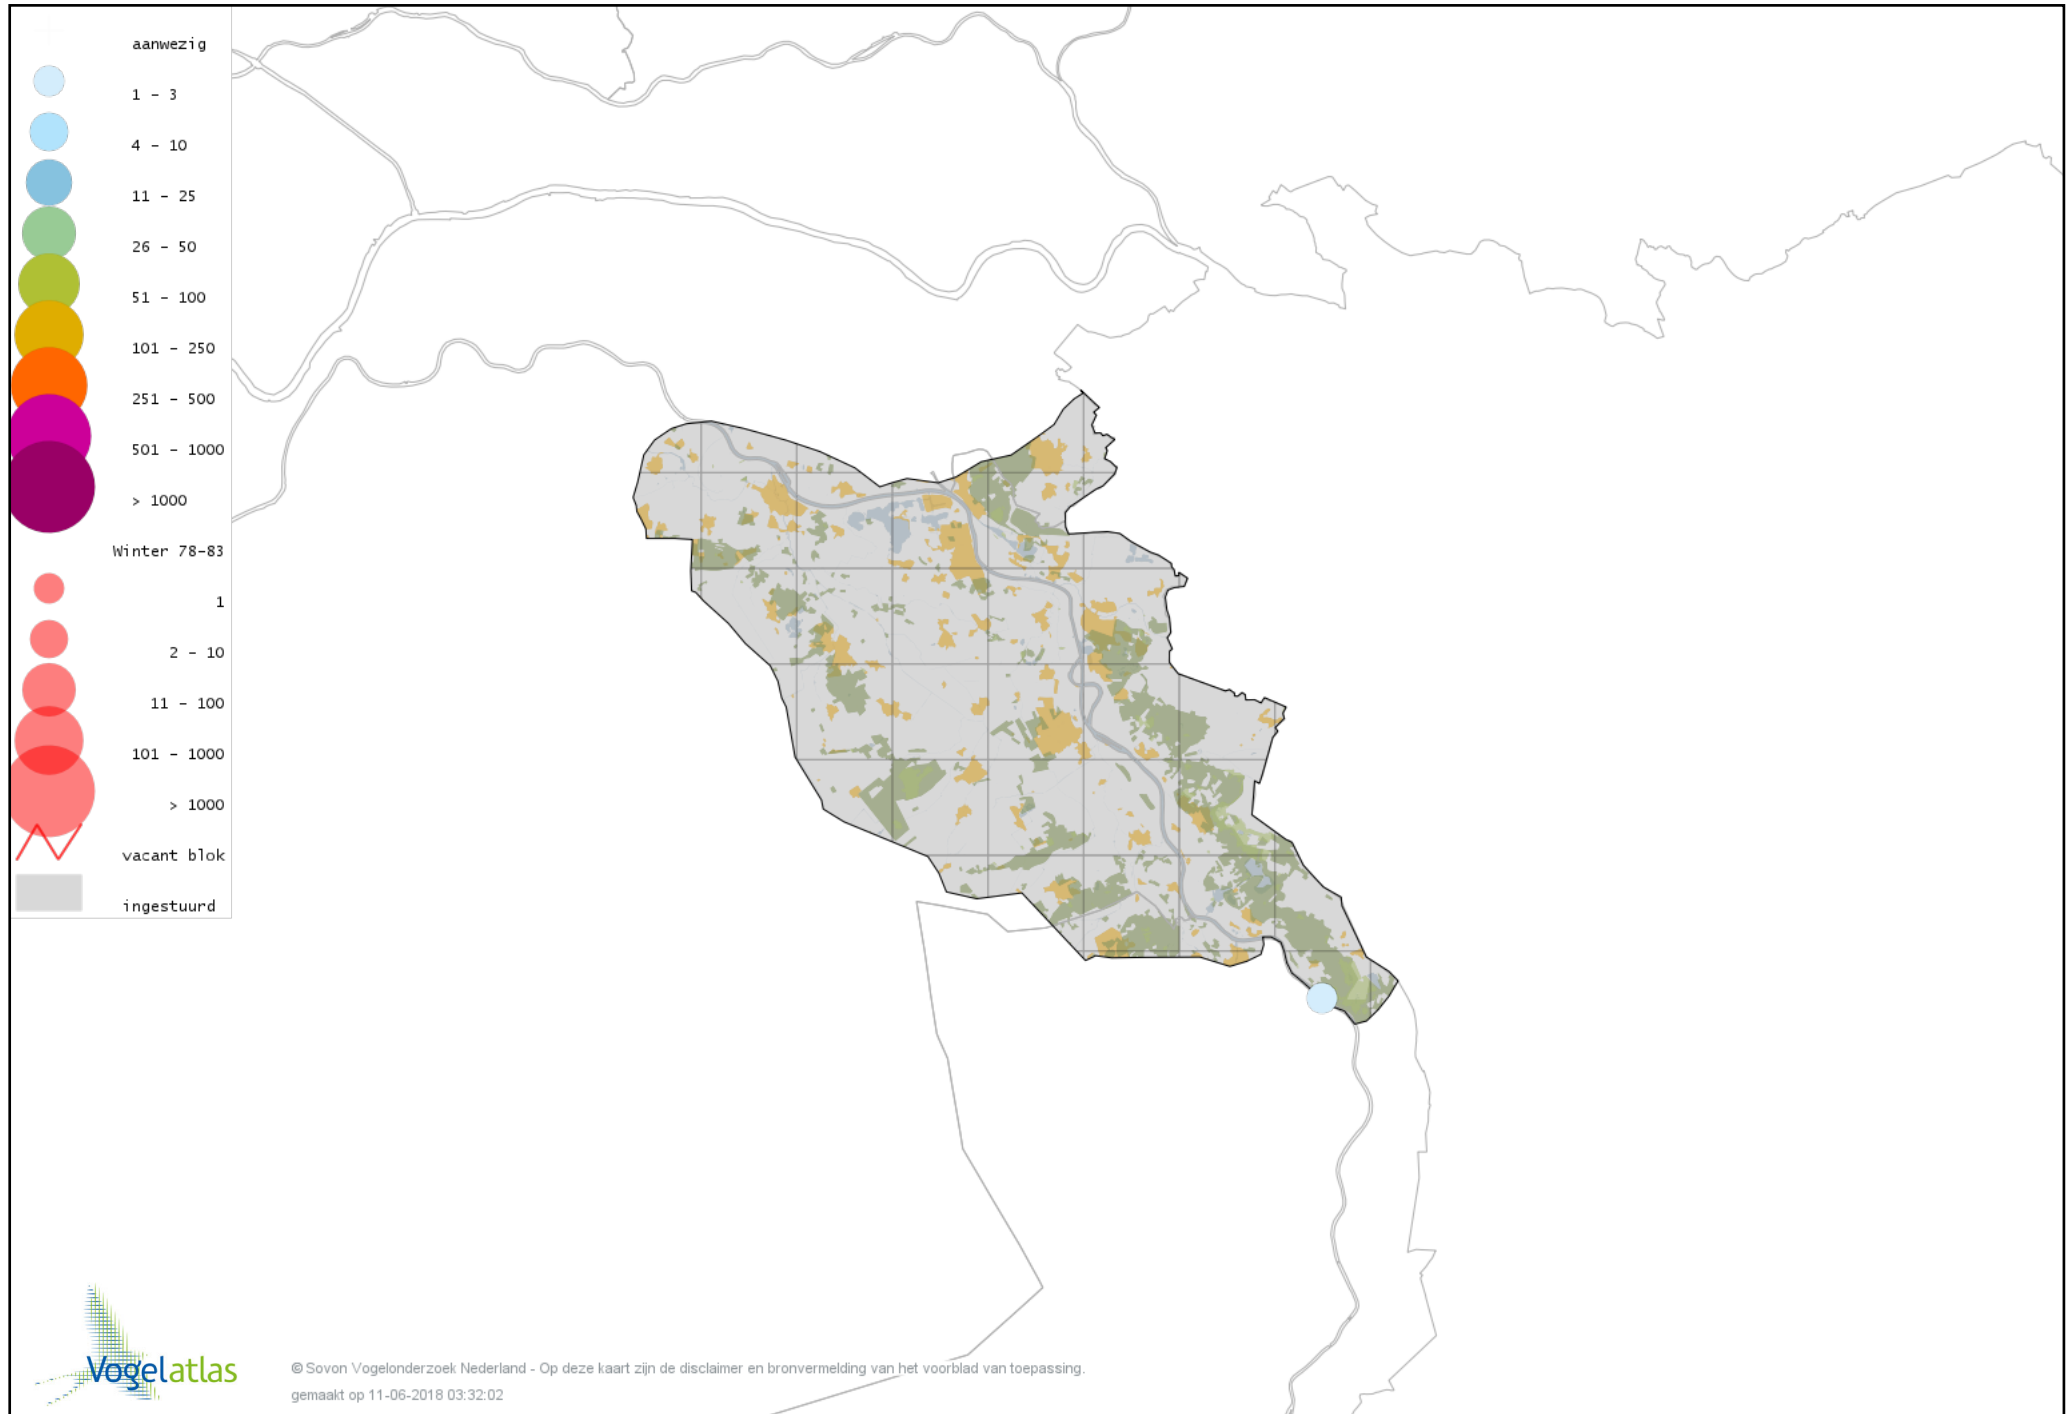 aanwezig
1 - 3
4 - 10
11 - 25
26 - 50
51 - 100
101 - 250
251 - 500
501 - 1000
> 1000
Winter 78-83
1
2 - 10
11 - 100
101 - 1000
> 1000
vacant blok
ingestuurd
Vogelatlas
© Sovon Vogelonderzoek Nederland - Op deze kaart zijn de disclaimer en bronvermelding van het voorblad van toepassing.
gemaakt op 11-06-2018 03:32:02